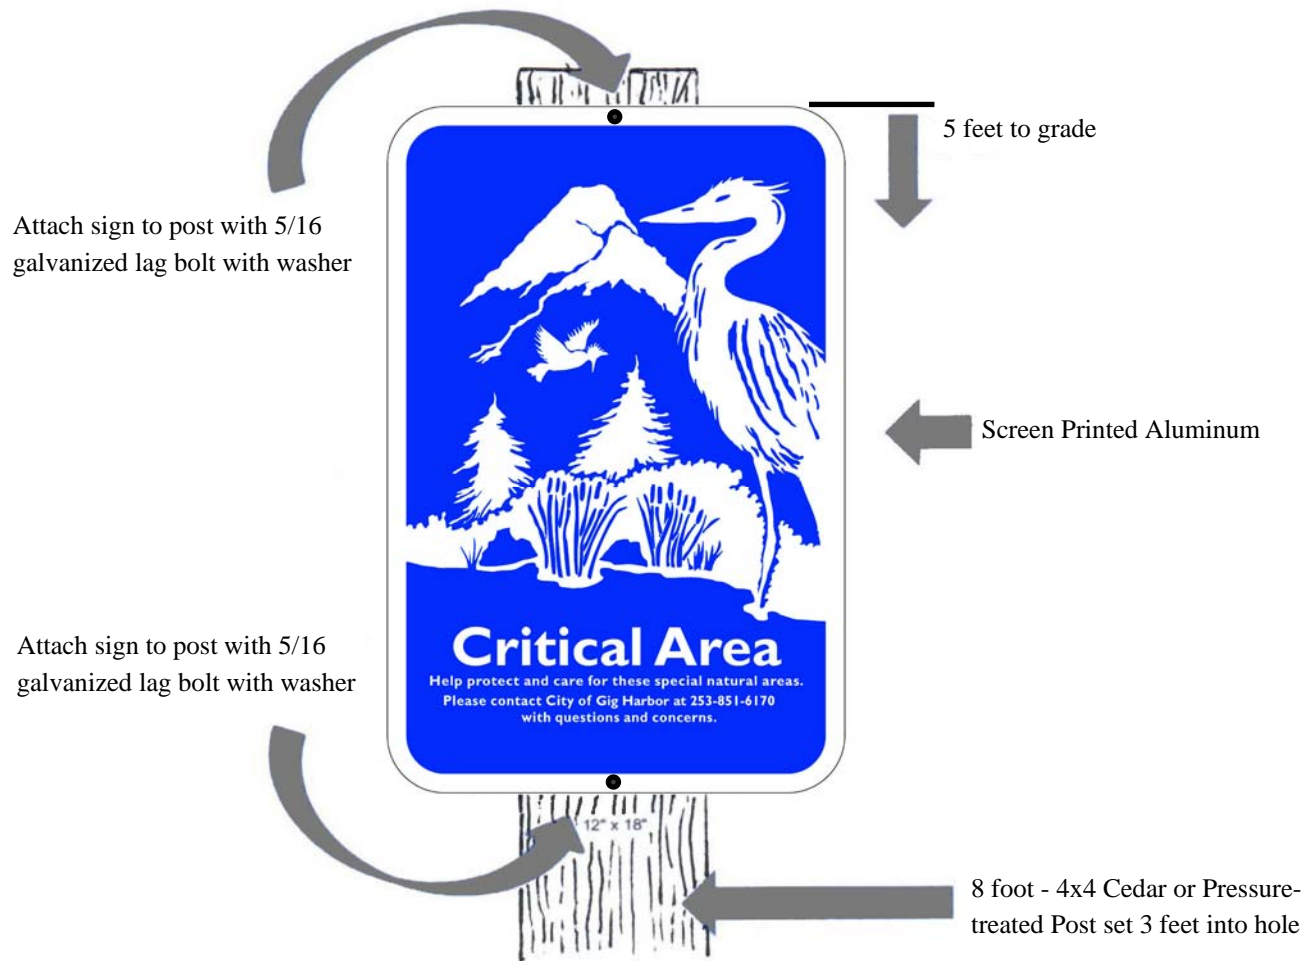 5 feet to grade
Attach sign to post with 5/16
galvanized lag bolt with washer
Screen Printed Aluminum
Critical Area
Help protect and care for these special natural areas.
Please contact City of Gig Harbor at 253-851-6170
with questions and concerns.
Attach sign to post with 5/16
galvanized lag bolt with washer
12" x 18"
8 foot - 4x4 Cedar or Pressure-
treated Post set 3 feet into hole